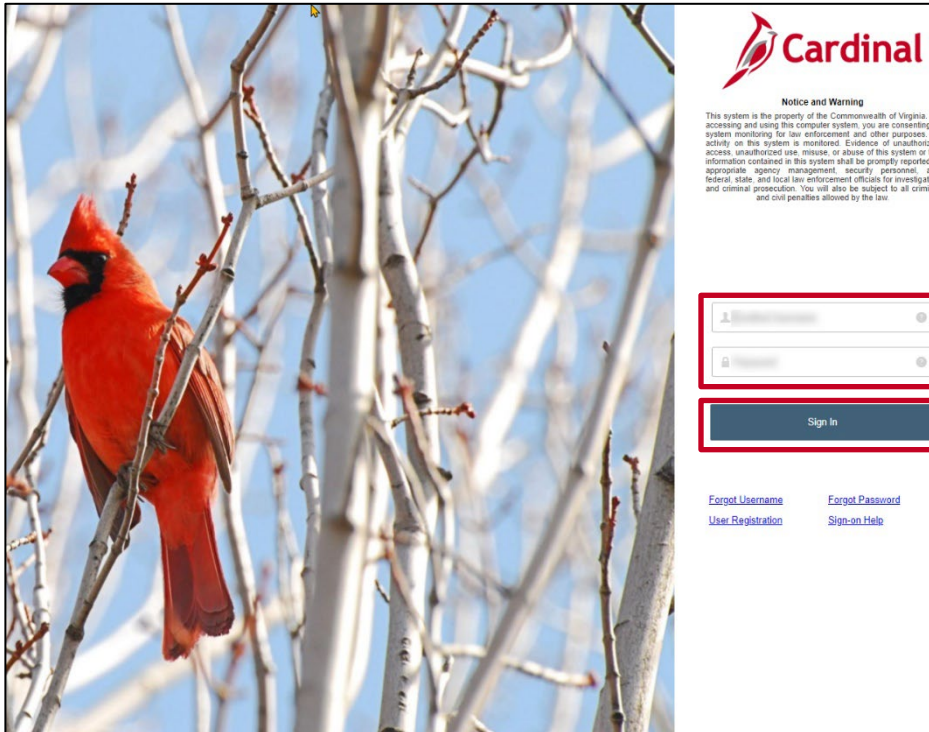 Cardinal
Notice and Warning
This system is the property of the Commonwealth of Virginia.
accessing and using this computer system, you are consenting
system monitoring for law enforcement and other purposes.
activity on this system is monitored. Evidence of
access, unauthorized use, misuse, or abuse of this system or
information contained in this system shall be promptly reported
appropriate agency management, security personnel,
federal, state, and local law enforcement officials for
and criminal prosecution. You will also be subject to all
and civil penalties allowed by the law.
Sign In
Forgot Username Forgot Password
User Registration Sign-on Help